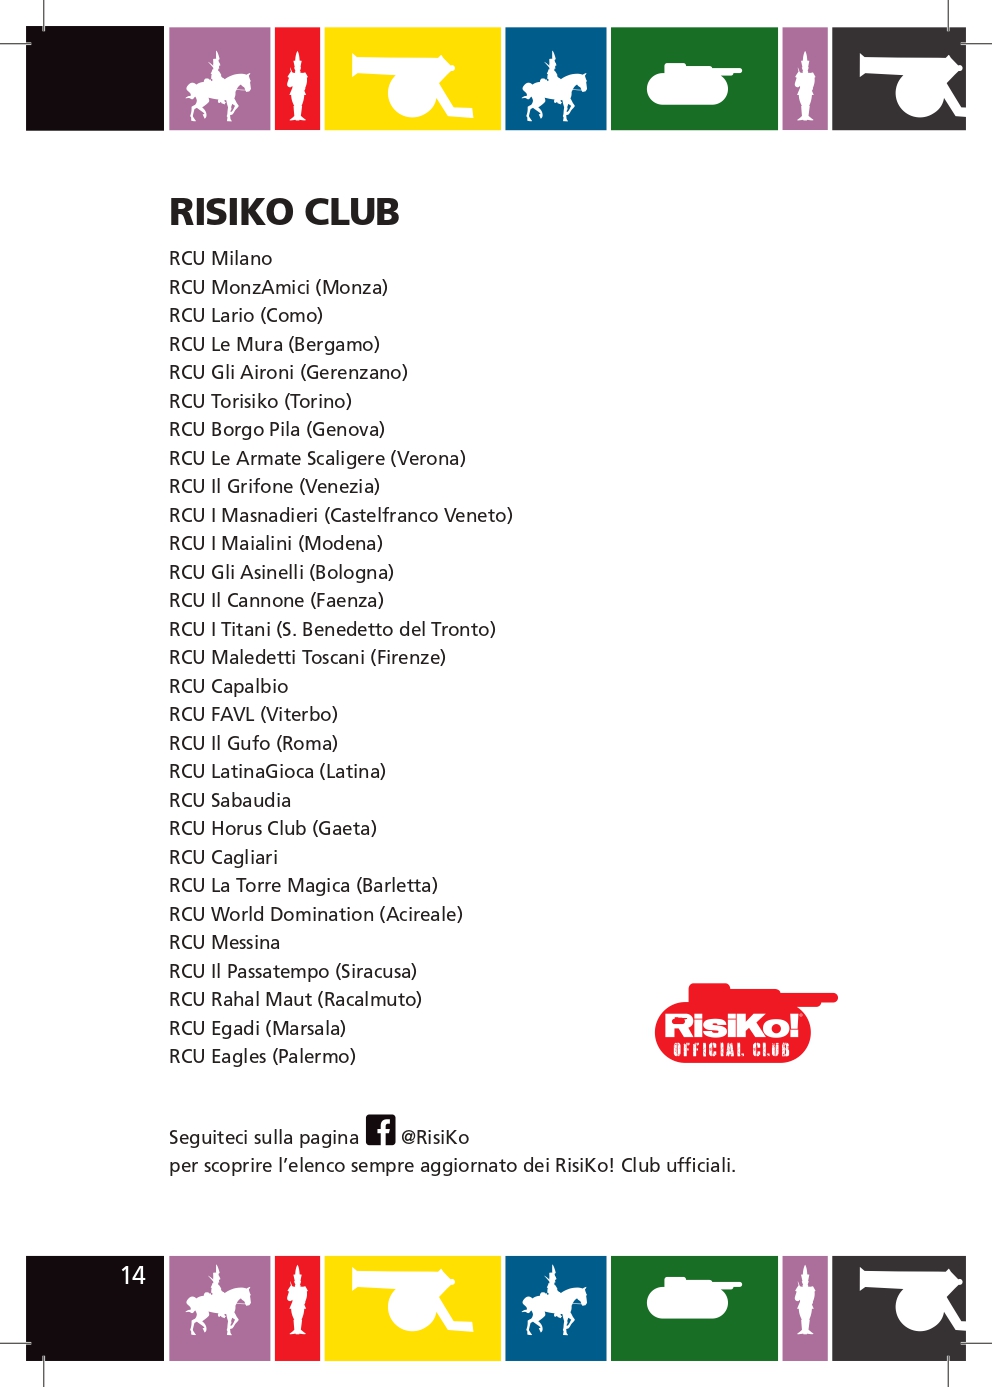 RISIKO CLUB
RCU Milano
RCU MonzAmici (Monza)
RCU Lario (Como)
RCU Le Mura (Bergamo)
RCU Gli Aironi (Gerenzano)
RCU Torisiko (Torino)
RCU Borgo Pila (Genova)
RCU Le Armate Scaligere (Verona)
RCU Il Grifone (Venezia)
RCU I Masnadieri (Castelfranco Veneto)
RCU I Maialini (Modena)
RCU Gli Asinelli (Bologna)
RCU Il Cannone (Faenza)
RCU I Titani (S. Benedetto del Tronto)
RCU Maledetti Toscani (Firenze)
RCU Capalbio
RCU FAVL (Viterbo)
RCU Il Gufo (Roma)
RCU LatinaGioca (Latina)
RCU Sabaudia
RCU Horus Club (Gaeta)
RCU Cagliari
RCU La Torre Magica (Barletta)
RCU World Domination (Acireale)
RCU Messina
RCU Il Passatempo (Siracusa)
RCU Rahal Maut (Racalmuto)
RCU Egadi (Marsala)
RCU Eagles (Palermo)
RisiKo!®
OFFICIAL CLUB
Seguiteci sulla pagina f @RisiKo
per scoprire l’elenco sempre aggiornato dei RisiKo! Club ufficiali.
14